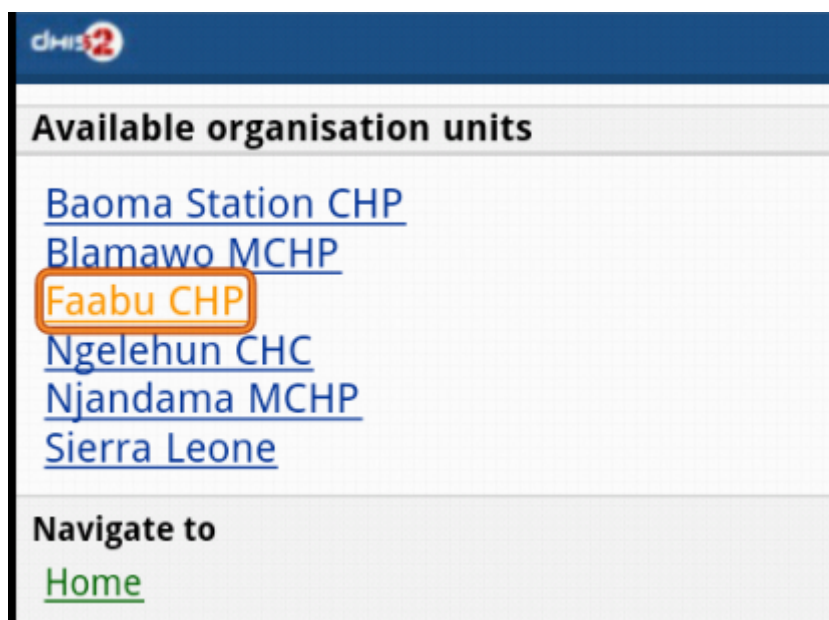 dHIS2
Available organisation units
Baoma Station CHP
Blamawo MCHP
Faabu CHP
Ngelehun CHC
Njandama MCHP
Sierra Leone
Navigate to
Home